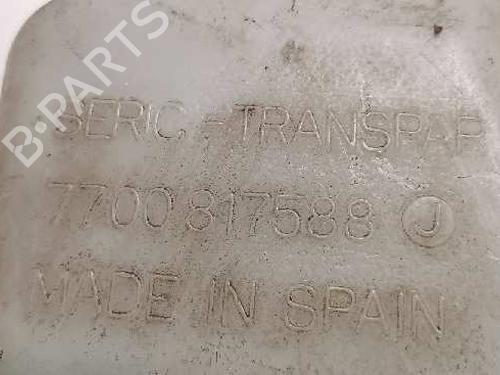 B-PARTS
SERIC-TRANSPAR
7700 817588 J
MADE IN SPAIN